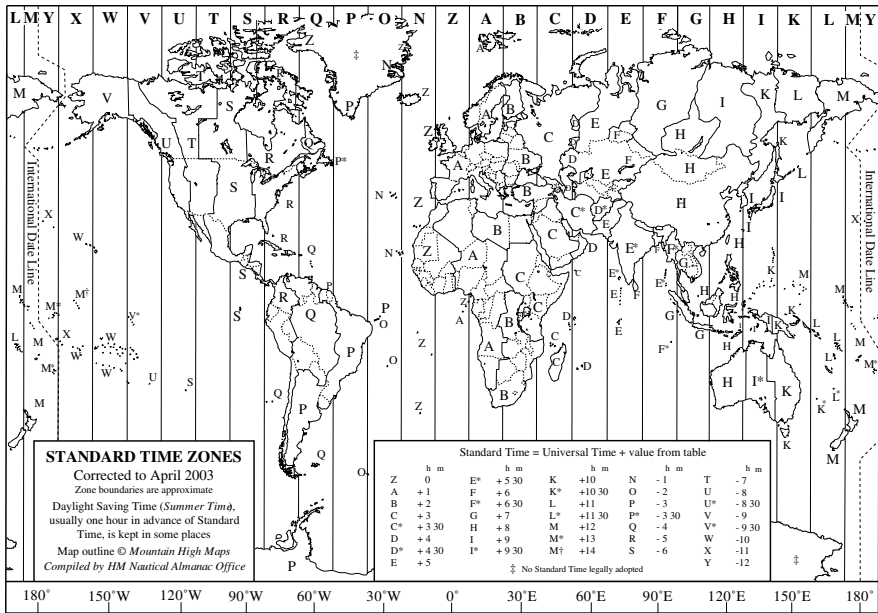 L M Y X W V U T S R Q P O N Z A B C D E F G H I K L M Y
International Date Line
International Date Line
STANDARD TIME ZONES
Corrected to April 2003
Zone boundaries are approximate
Daylight Saving Time (Summer Time),
usually one hour in advance of Standard
Time, is kept in some places
Map outline © Mountain High Maps
Compiled by HM Nautical Almanac Office
Standard Time = Universal Time + value from table
h m h m h m h m h m
Z 0 E* + 5 30 K +10 N - 1 T - 7
A + 1 F + 6 K* +10 30 O - 2 U - 8
B + 2 F* + 6 30 L +11 P - 3 U* - 8 30
C + 3 G + 7 L* +11 30 P* - 3 30 V - 9
C* + 3 30 H + 8 M +12 Q - 4 V* - 9 30
D + 4 I + 9 M* +13 R - 5 W -10
D* + 4 30 I* + 9 30 M† +14 S - 6 X -11
E + 5 Y -12
‡ No Standard Time legally adopted
180° 150°W 120°W 90°W 60°W 30°W 0° 30°E 60°E 90°E 120°E 150°E 180°